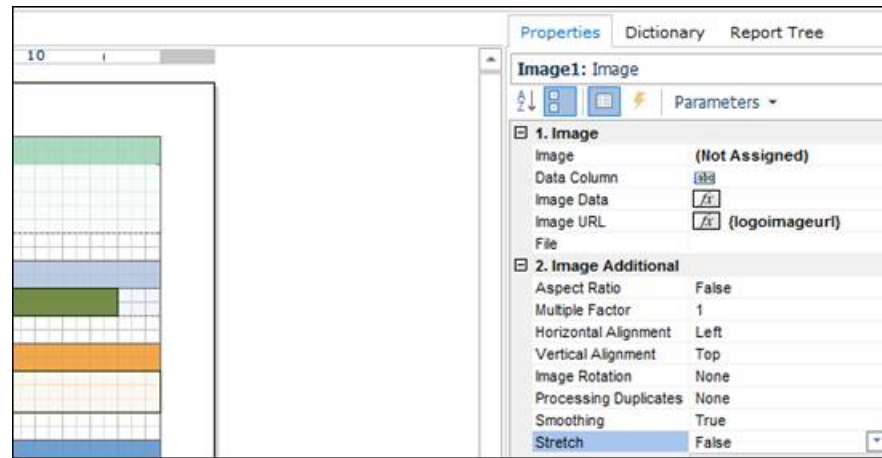 10
Properties Dictionary Report Tree
Image1: Image
Parameters
1. Image
Image (Not Assigned)
Data Column
Image Data fx
Image URL fx {logoimageurl}
File
2. Image Additional
Aspect Ratio False
Multiple Factor 1
Horizontal Alignment Left
Vertical Alignment Top
Image Rotation None
Processing Duplicates None
Smoothing True
Stretch False